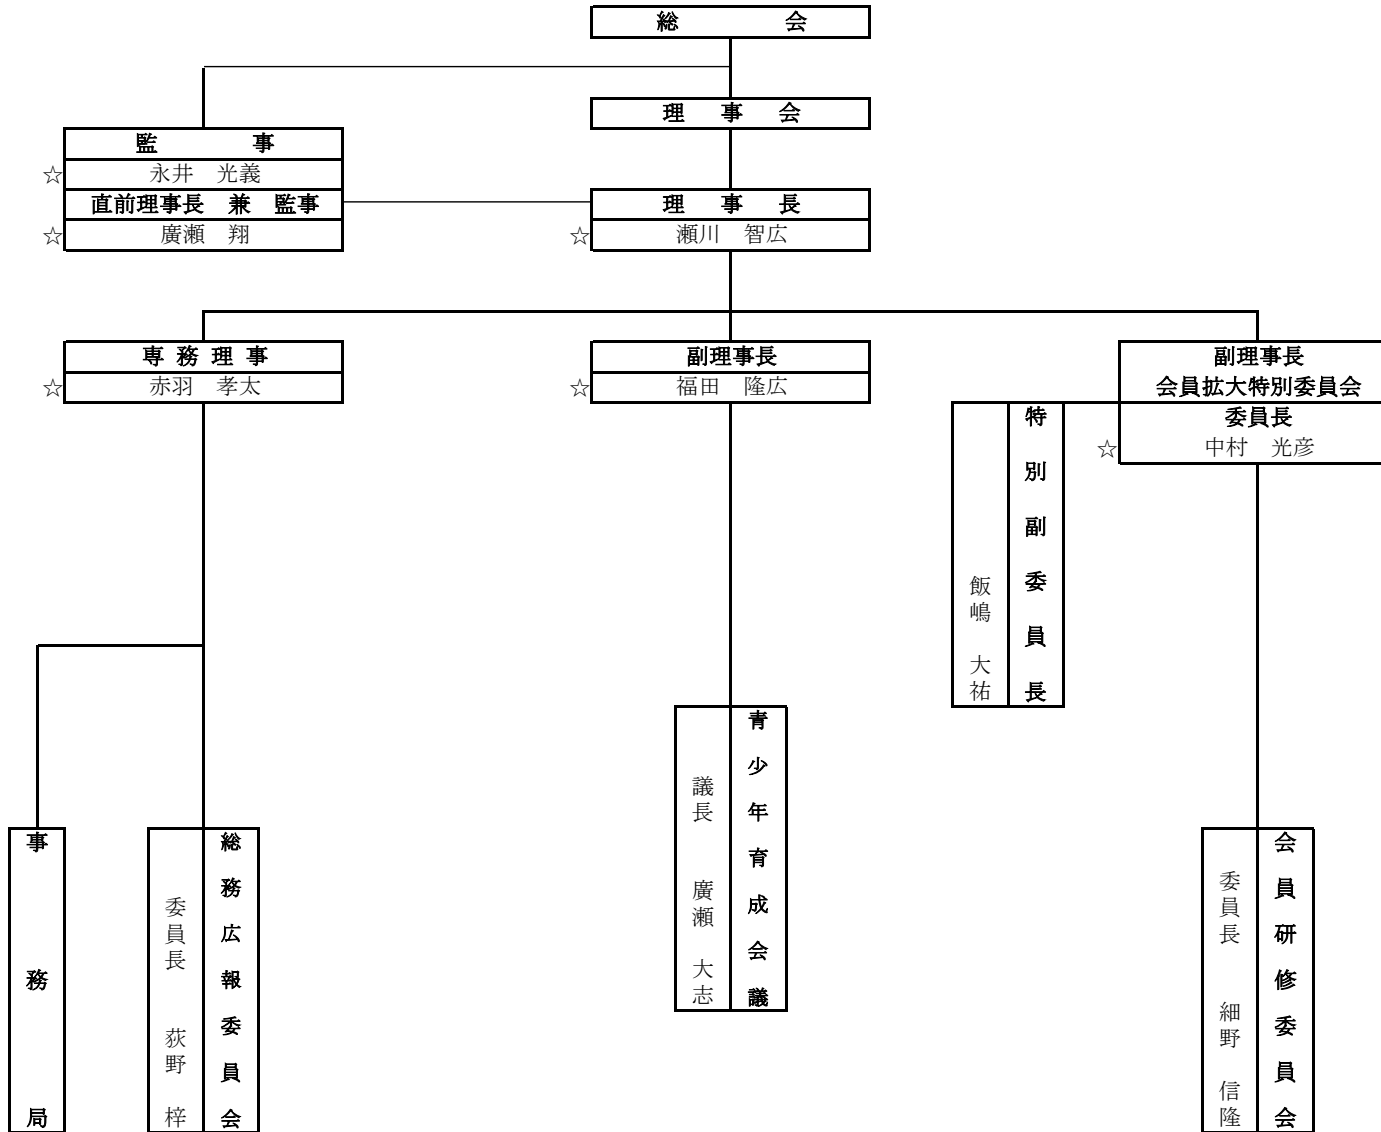 総　会
理　事　会
監　事
☆ 永井　光義
直前理事長　兼　監事
☆ 廣瀬　翔
理　事　長
☆ 瀬川　智広
専 務 理 事
☆ 赤羽　孝太
副理事長
☆ 福田　隆広
副理事長
会員拡大特別委員会
委員長
☆ 中村　光彦
特別副委員長
飯嶋　大祐
青少年育成会議
議長　廣瀬　大志
事務局
総務広報委員会
委員長　荻野　梓
会員研修委員会
委員長　細野　信隆